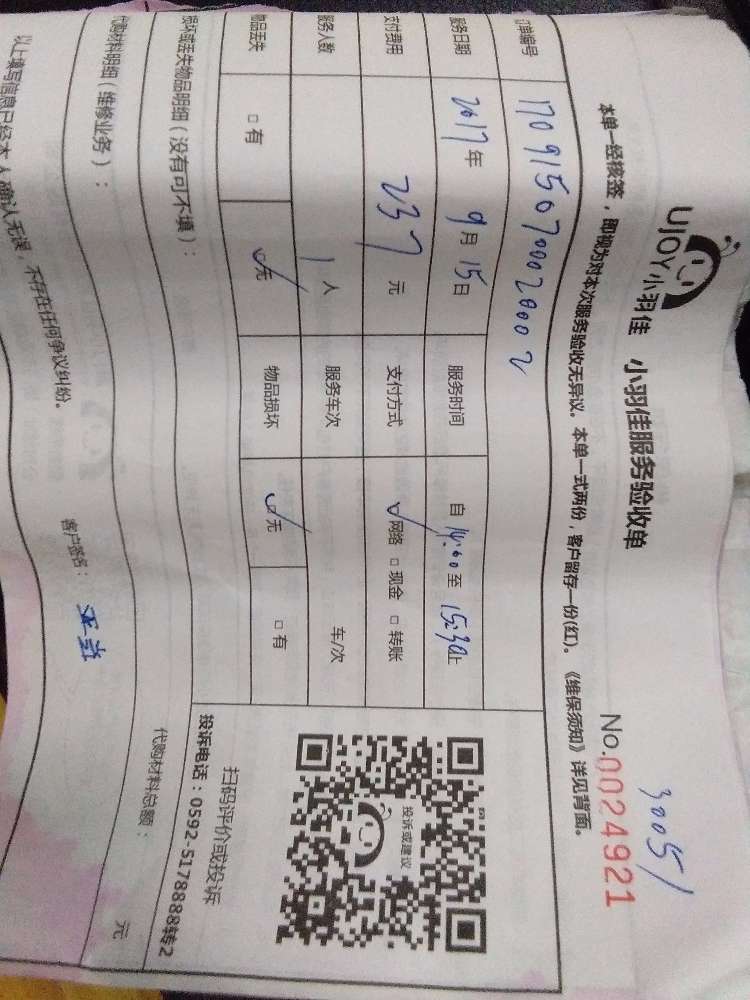 30051
UJOY小羽佳 小羽佳服务验收单 No.0024921
本单一经核签，即视为对本次服务验收无异议。本单一式两份，客户留存一份(红)。《维保须知》详见背面。
订单编号 170915070002000 2
服务日期 2017年 9月 15日 服务时间 自 14:00 至 15:30止
支付费用 237 元 支付方式 网络 □ 现金 □ 转账
服务人数 1 人 服务车次 车/次
物品丢失 □ 有 无 物品损坏 无 □ 有
投诉或建议
扫码评价或投诉
投诉电话：0592-5178888转2
损坏或丢失物品明细（没有可不填）：
代购材料明细（维修业务）： 代购材料总额： 元
以上填写信息已经本人确认无误，不存在任何争议纠纷。
客户签名：